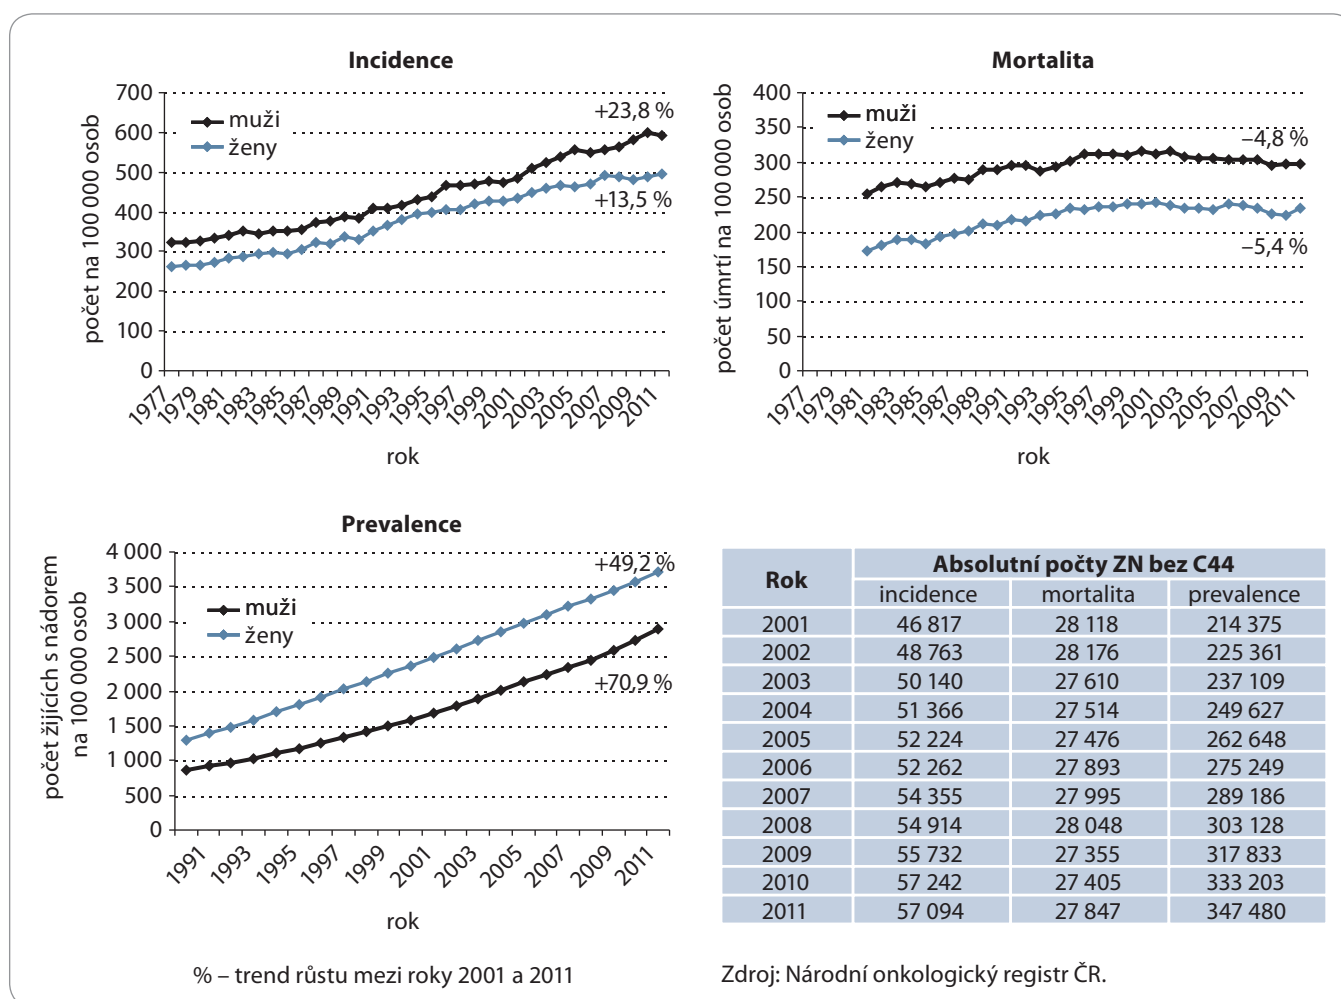 Incidence
počet na 100 000 osob
700
600
500
400
300
200
100
0
muži
ženy
+23,8 %
+13,5 %
1977
1979
1981
1983
1985
1987
1989
1991
1993
1995
1997
1999
2001
2003
2005
2007
2009
2011
rok
Mortalita
počet úmrtí na 100 000 osob
400
350
300
250
200
150
100
50
0
muži
ženy
–4,8 %
–5,4 %
1977
1979
1981
1983
1985
1987
1989
1991
1993
1995
1997
1999
2001
2003
2005
2007
2009
2011
rok
Prevalence
počet žijících s nádorem
na 100 000 osob
4 000
3 500
3 000
2 500
2 000
1 500
1 000
500
0
muži
ženy
+49,2 %
+70,9 %
1991
1993
1995
1997
1999
2001
2003
2005
2007
2009
2011
rok
% – trend růstu mezi roky 2001 a 2011
Rok Absolutní počty ZN bez C44
incidence mortalita prevalence
2001 46 817 28 118 214 375
2002 48 763 28 176 225 361
2003 50 140 27 610 237 109
2004 51 366 27 514 249 627
2005 52 224 27 476 262 648
2006 52 262 27 893 275 249
2007 54 355 27 995 289 186
2008 54 914 28 048 303 128
2009 55 732 27 355 317 833
2010 57 242 27 405 333 203
2011 57 094 27 847 347 480
Zdroj: Národní onkologický registr ČR.